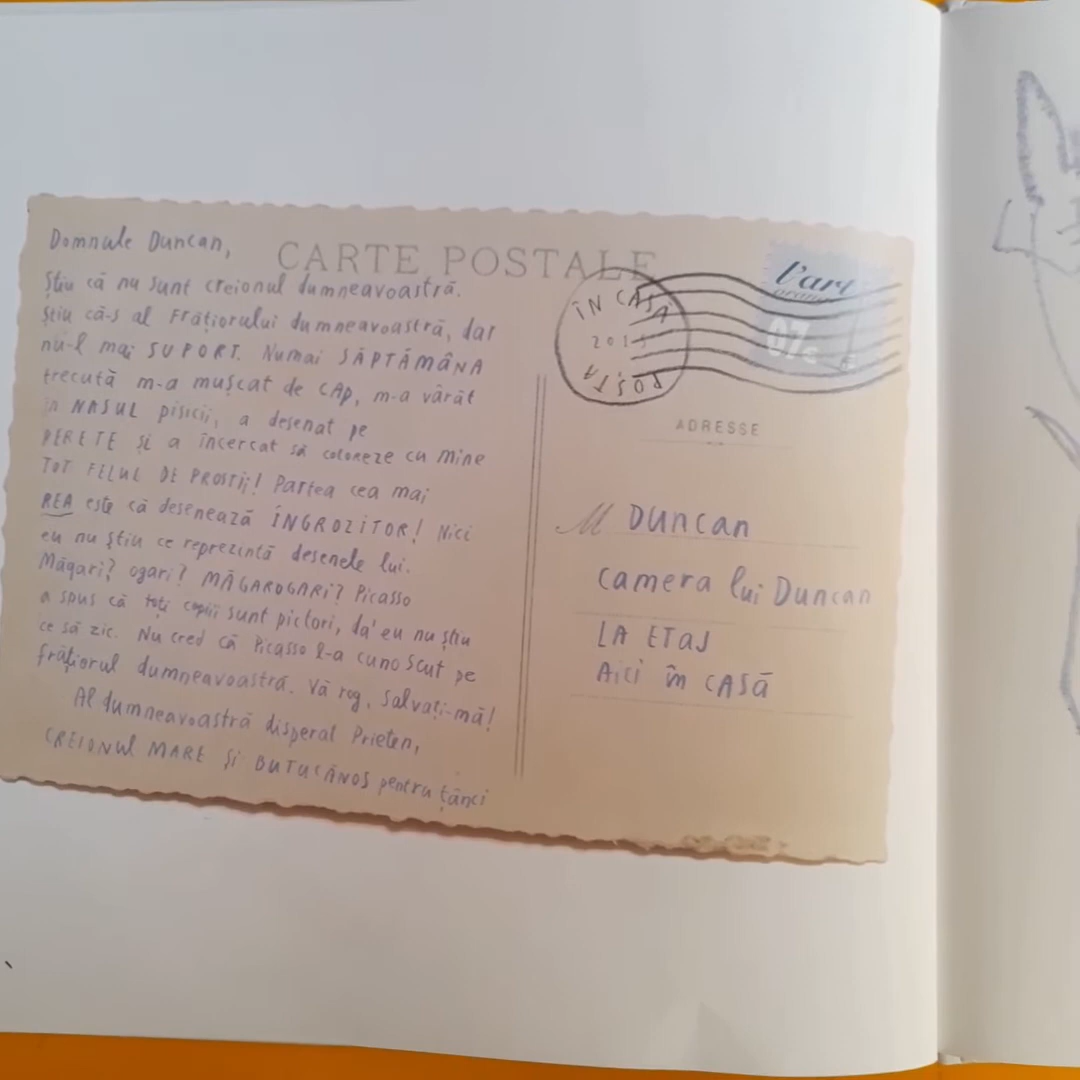 Domnule Duncan,
CARTE POSTALE
Știu că nu sunt creionul dumneavoastră.
Știu că-s al Frățiorului dumneavoastră, dar
nu-l mai SUPORT. Numai SĂPTĂMÂNA
trecută m-a mușcat de CAP, m-a vârât
în NASUL pisicii, a desenat pe
PERETE și a încercat să coloreze cu mine
TOT FELUL DE PROSTII! Partea cea mai
REA este că desenează ÎNGROZITOR! Nici
eu nu știu ce reprezintă desenele lui.
Măgari? ogari? MĂGAROGARI? Picasso
a spus că toți copiii sunt pictori, da' eu nu știu
ce să zic. Nu cred că Picasso l-a cunoscut pe
frățiorul dumneavoastră. Vă rog, salvați-mă!
Al dumneavoastră disperat Prieten,
CREIONUL MARE ȘI BUTUCĂNOS pentru țânci
l'art
ÎN CASĂ
POȘTA
07
ADRESSE
M Duncan
camera lui Duncan
LA ETAJ
Aici în CASĂ